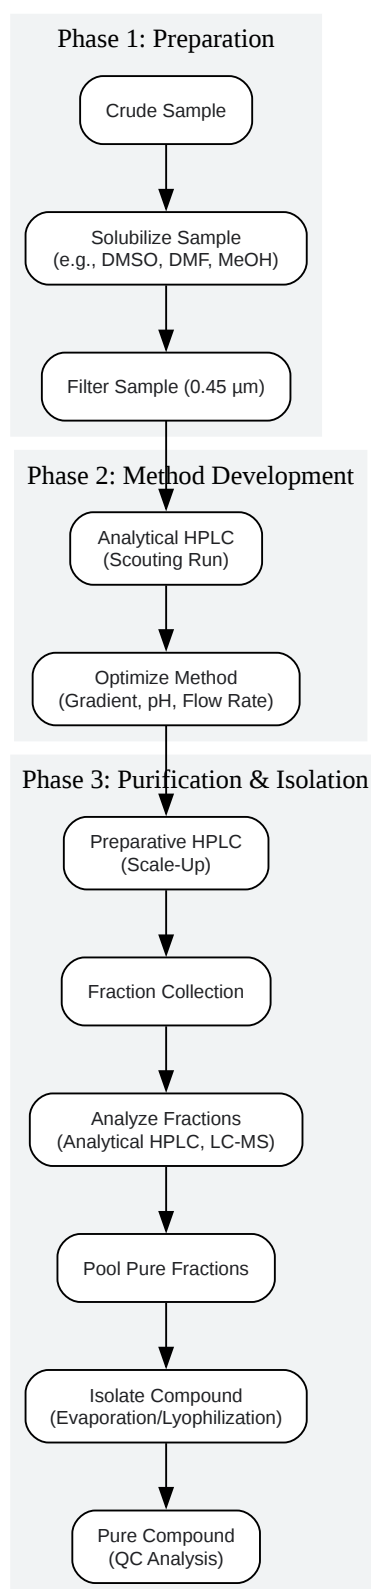 Phase 1: Preparation
Crude Sample
Solubilize Sample
(e.g., DMSO, DMF, MeOH)
Filter Sample (0.45 µm)
Phase 2: Method Development
Analytical HPLC
(Scouting Run)
Optimize Method
(Gradient, pH, Flow Rate)
Phase 3: Purification & Isolation
Preparative HPLC
(Scale-Up)
Fraction Collection
Analyze Fractions
(Analytical HPLC, LC-MS)
Pool Pure Fractions
Isolate Compound
(Evaporation/Lyophilization)
Pure Compound
(QC Analysis)